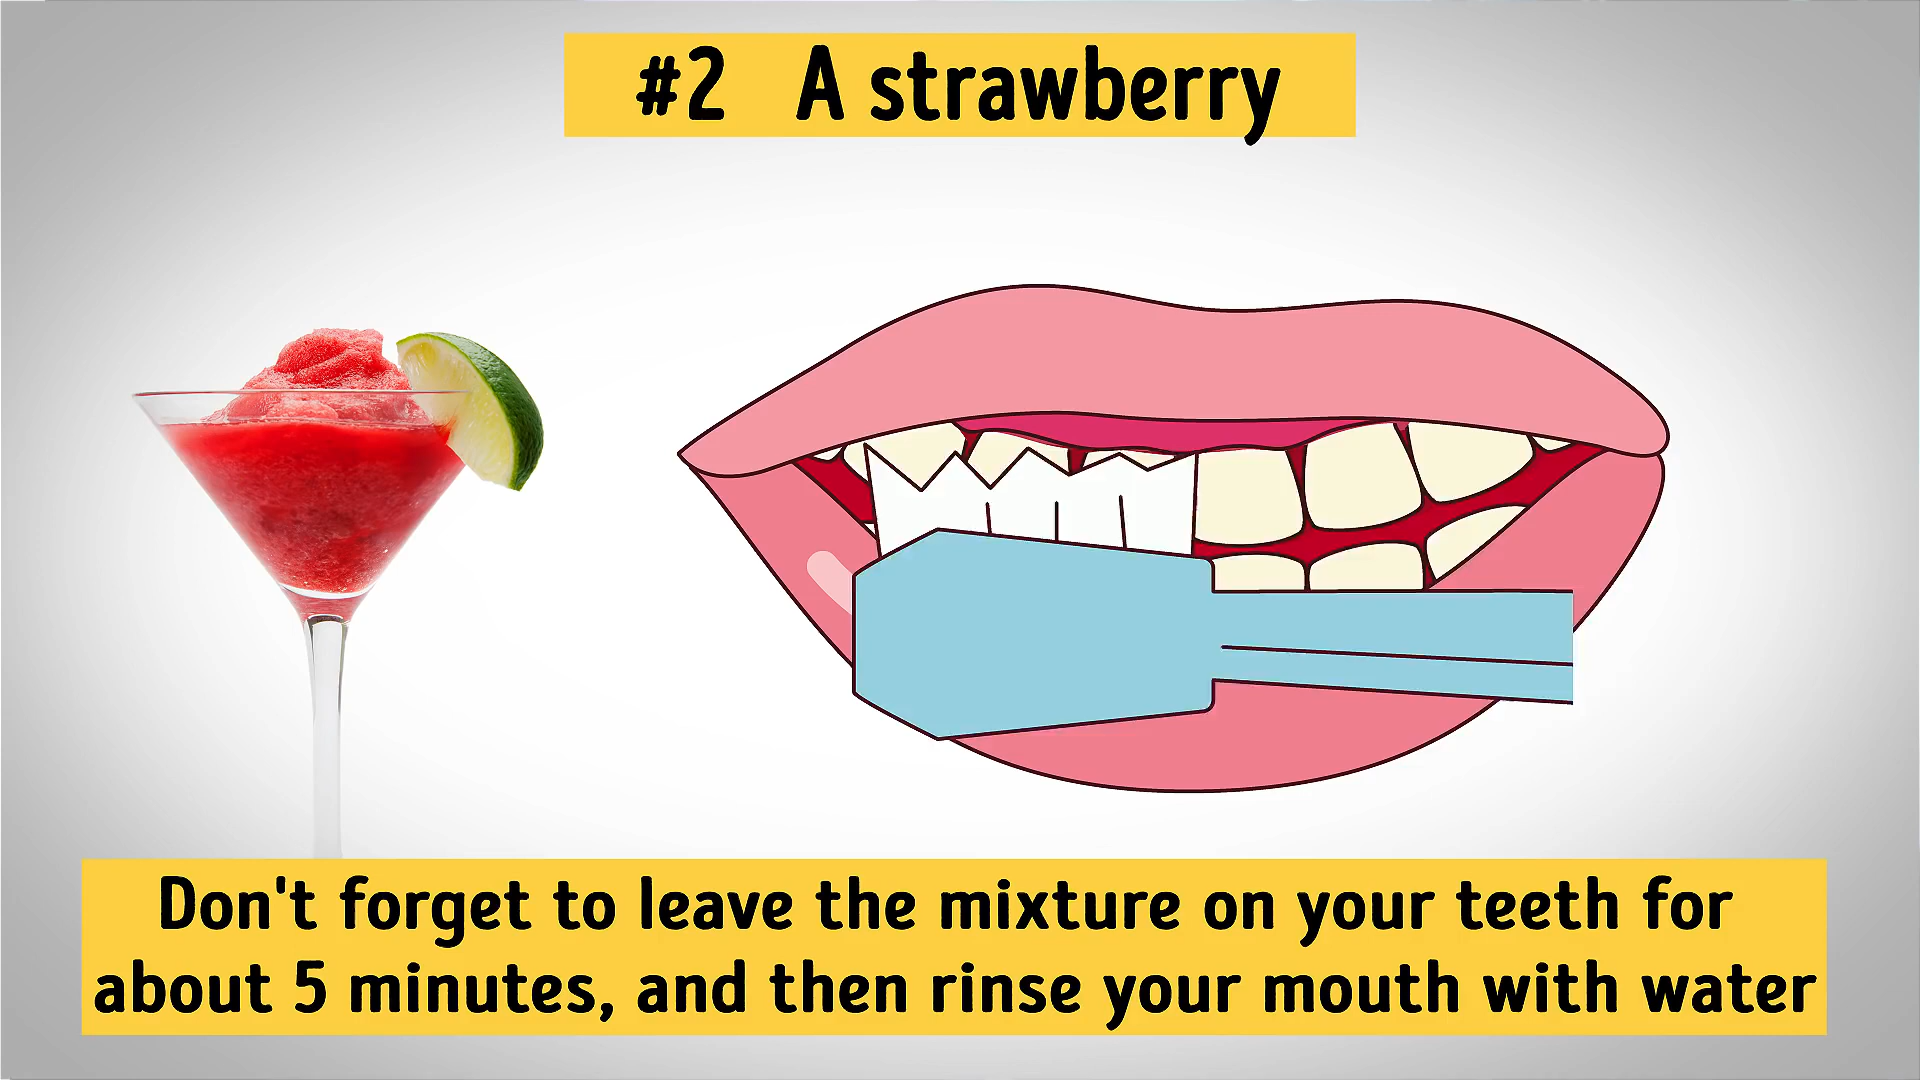 #2 A strawberry
Don't forget to leave the mixture on your teeth for
about 5 minutes, and then rinse your mouth with water